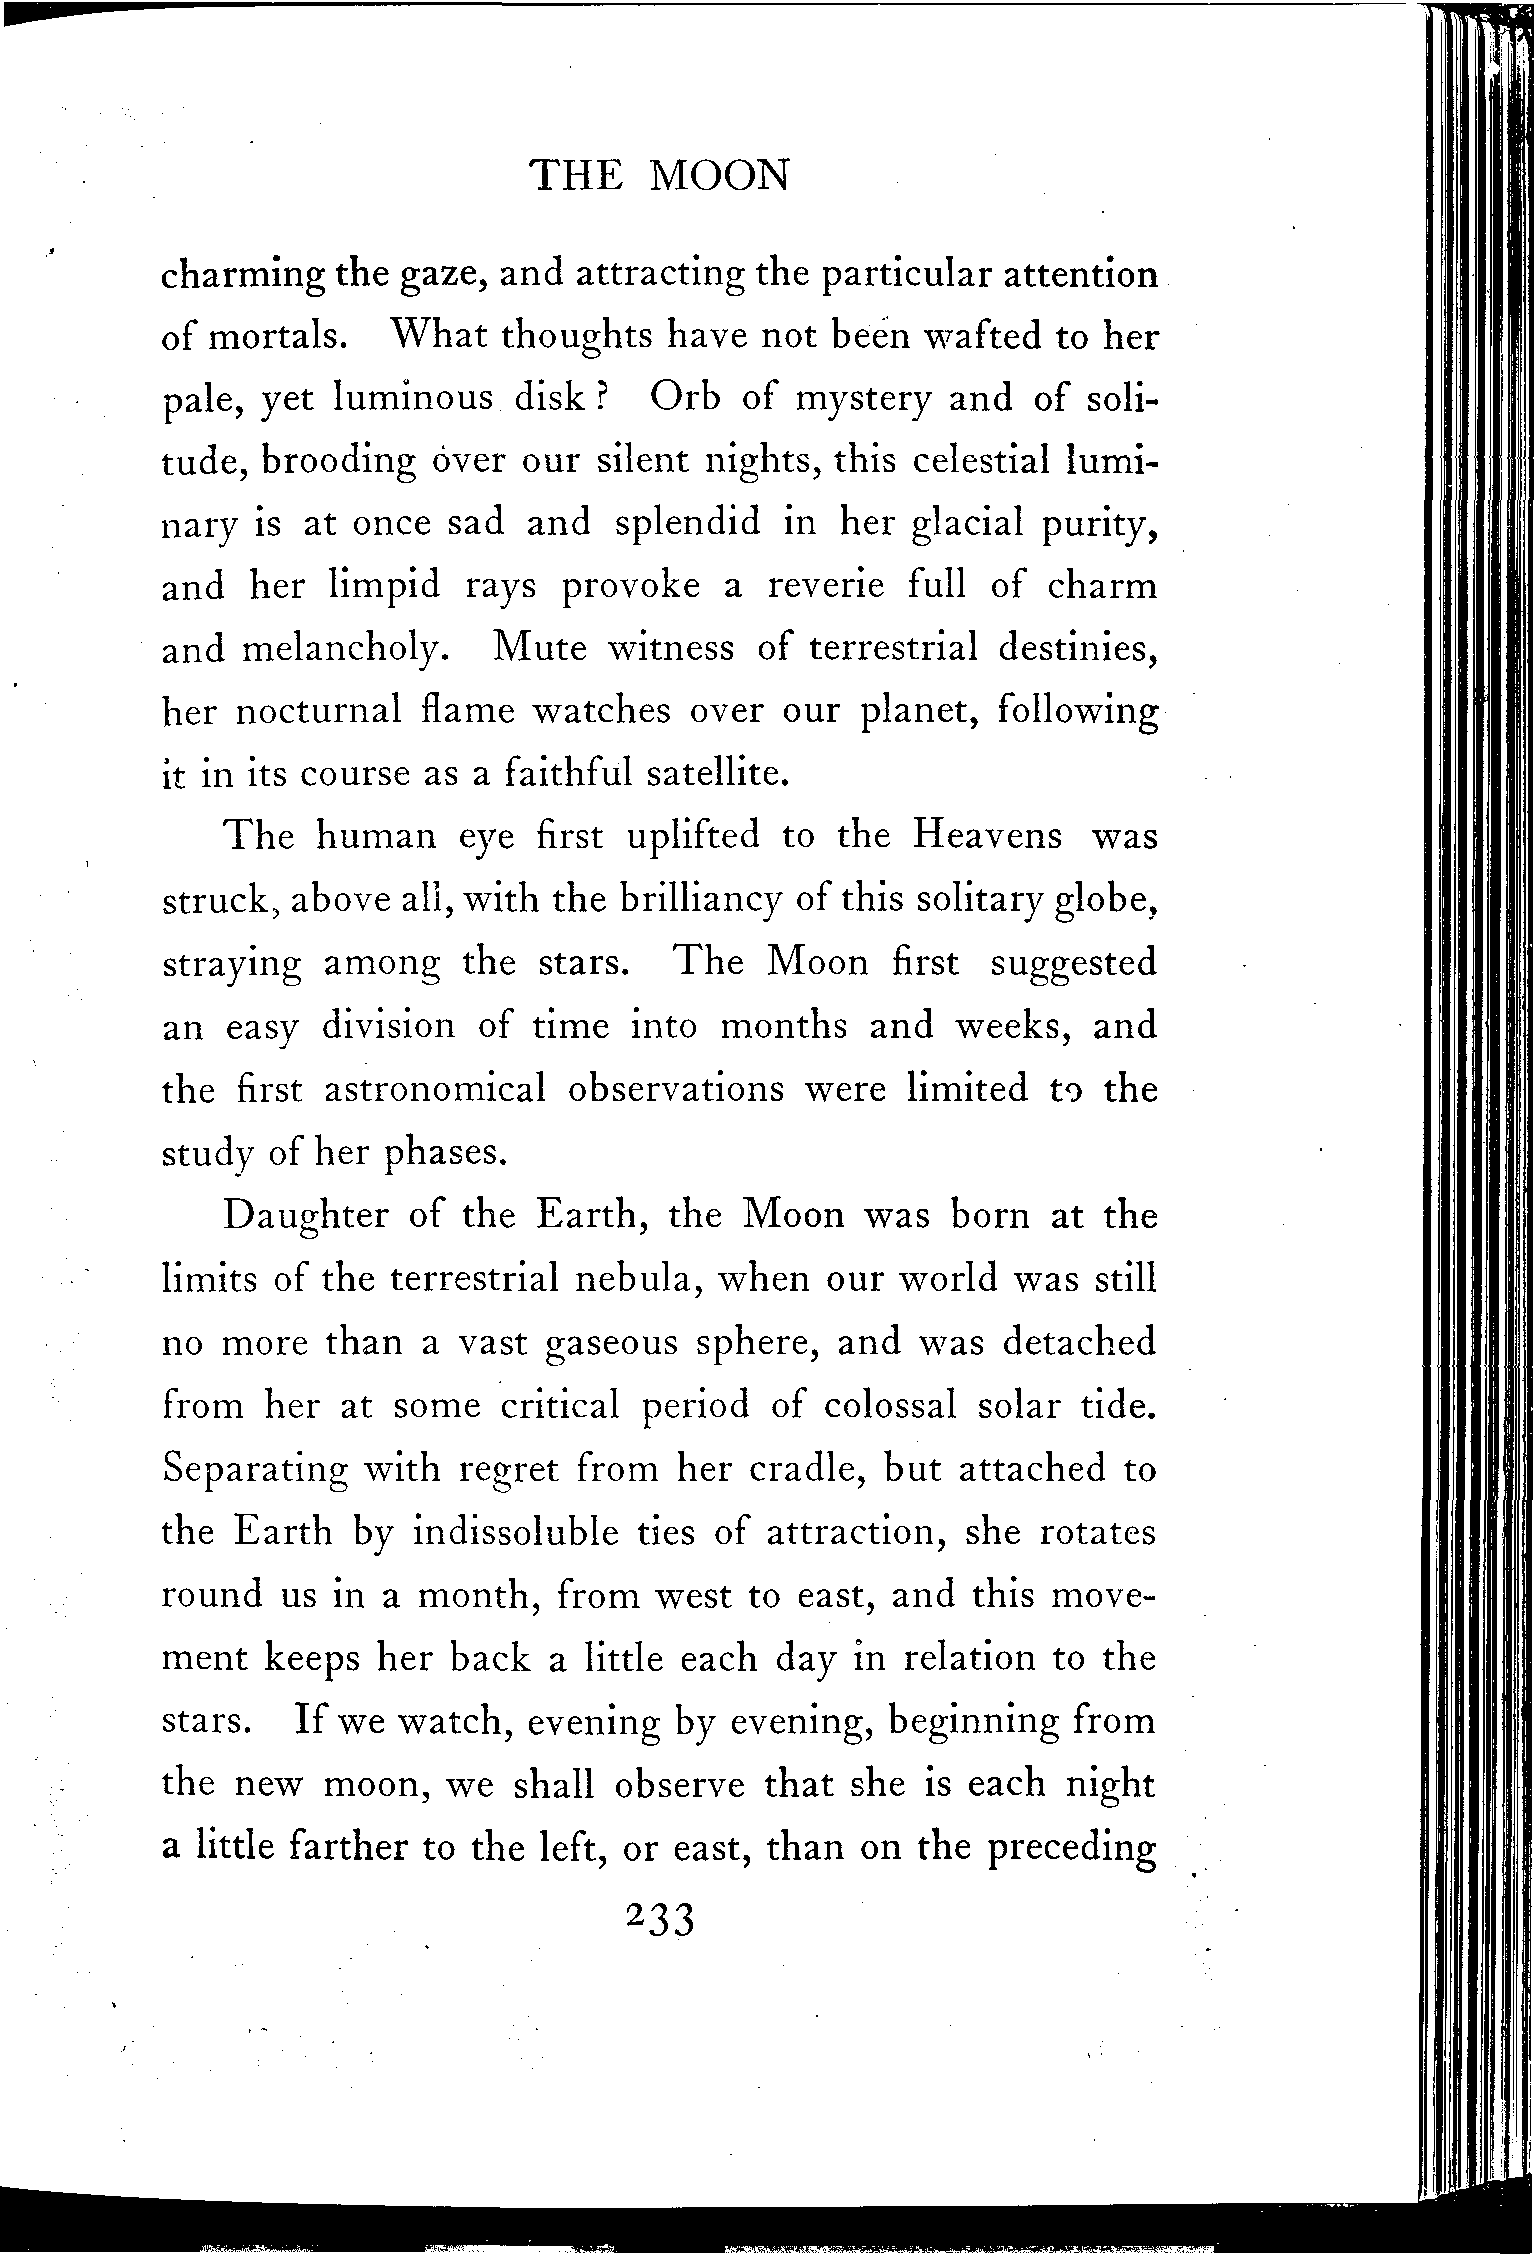 THE MOON
charming the gaze, and attracting the particular attention
of mortals. What thoughts have not been wafted to her
pale, yet luminous disk? Orb of mystery and of soli-
tude, brooding over our silent nights, this celestial lumi-
nary is at once sad and splendid in her glacial purity,
and her limpid rays provoke a reverie full of charm
and melancholy. Mute witness of terrestrial destinies,
her nocturnal flame watches over our planet, following
it in its course as a faithful satellite.
The human eye first uplifted to the Heavens was
struck, above all, with the brilliancy of this solitary globe,
straying among the stars. The Moon first suggested
an easy division of time into months and weeks, and
the first astronomical observations were limited to the
study of her phases.
Daughter of the Earth, the Moon was born at the
limits of the terrestrial nebula, when our world was still
no more than a vast gaseous sphere, and was detached
from her at some critical period of colossal solar tide.
Separating with regret from her cradle, but attached to
the Earth by indissoluble ties of attraction, she rotates
round us in a month, from west to east, and this move-
ment keeps her back a little each day in relation to the
stars. If we watch, evening by evening, beginning from
the new moon, we shall observe that she is each night
a little farther to the left, or east, than on the preceding
233